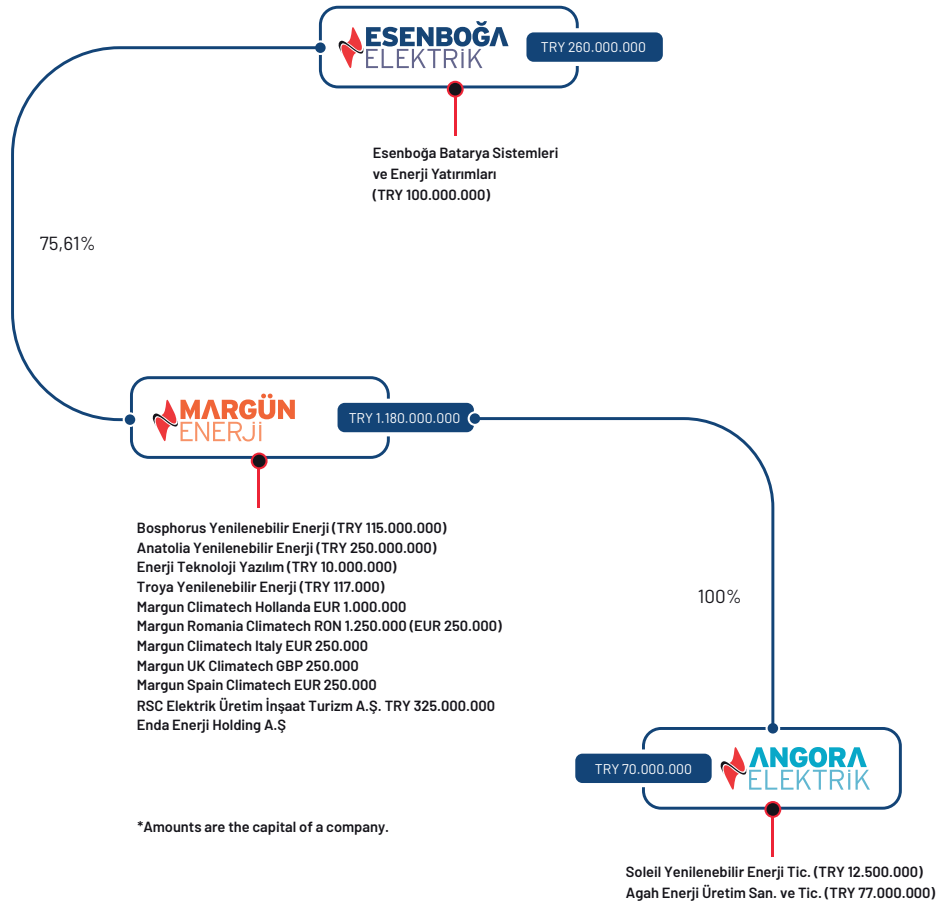 ESENBOĞA
ELEKTRİK
TRY 260.000.000
Esenboğa Batarya Sistemleri
ve Enerji Yatırımları
(TRY 100.000.000)
75,61%
MARGÜN
ENERJİ
TRY 1.180.000.000
Bosphorus Yenilenebilir Enerji (TRY 115.000.000)
Anatolia Yenilenebilir Enerji (TRY 250.000.000)
Enerji Teknoloji Yazılım (TRY 10.000.000)
Troya Yenilenebilir Enerji (TRY 117.000)
Margun Climatech Hollanda EUR 1.000.000
Margun Romania Climatech RON 1.250.000 (EUR 250.000)
Margun Climatech Italy EUR 250.000
Margun UK Climatech GBP 250.000
Margun Spain Climatech EUR 250.000
RSC Elektrik Üretim İnşaat Turizm A.Ş. TRY 325.000.000
Enda Enerji Holding A.Ş
100%
TRY 70.000.000
ANGORA
ELEKTRİK
*Amounts are the capital of a company.
Soleil Yenilenebilir Enerji Tic. (TRY 12.500.000)
Agah Enerji Üretim San. ve Tic. (TRY 77.000.000)